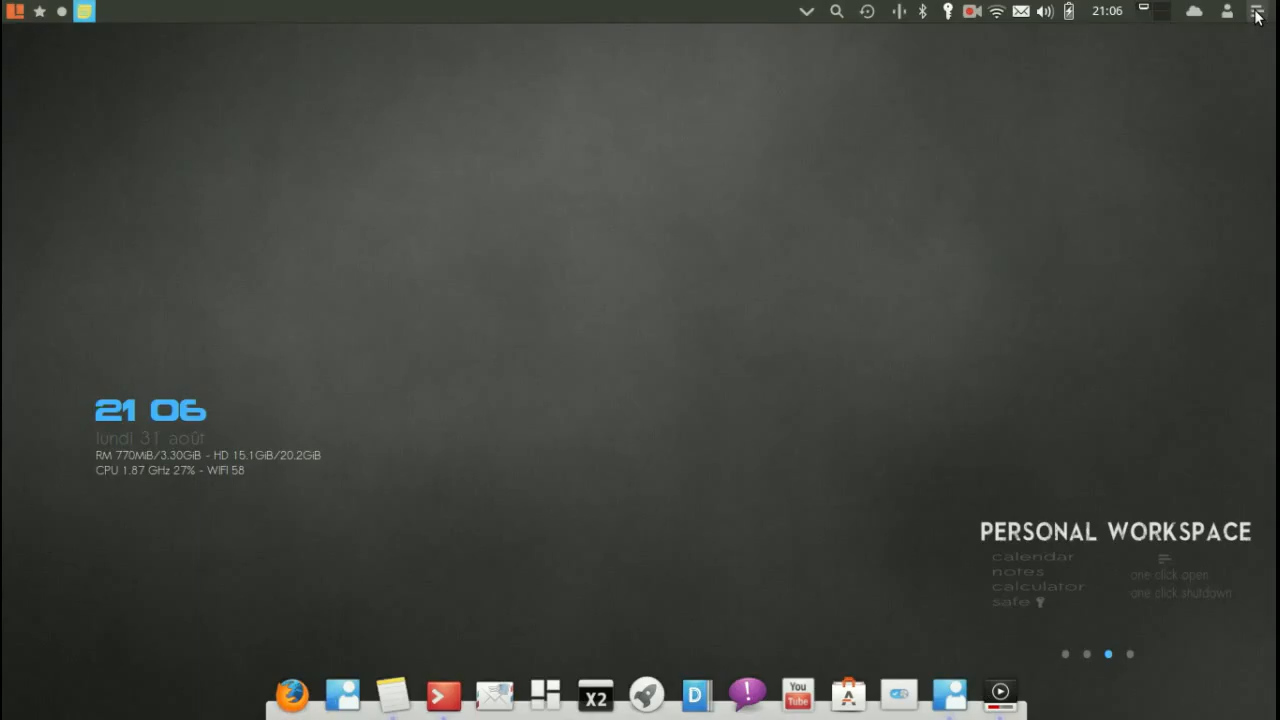 21:06
21 06
lundi 31 août
RM 770MiB/3.30GiB - HD 15.1GiB/20.2GiB
CPU 1.87 GHz 27% - WIFI 58
PERSONAL WORKSPACE
calendar
notes
calculator
safe
one click open
one click shutdown
X2
D
!
You
Tube
A